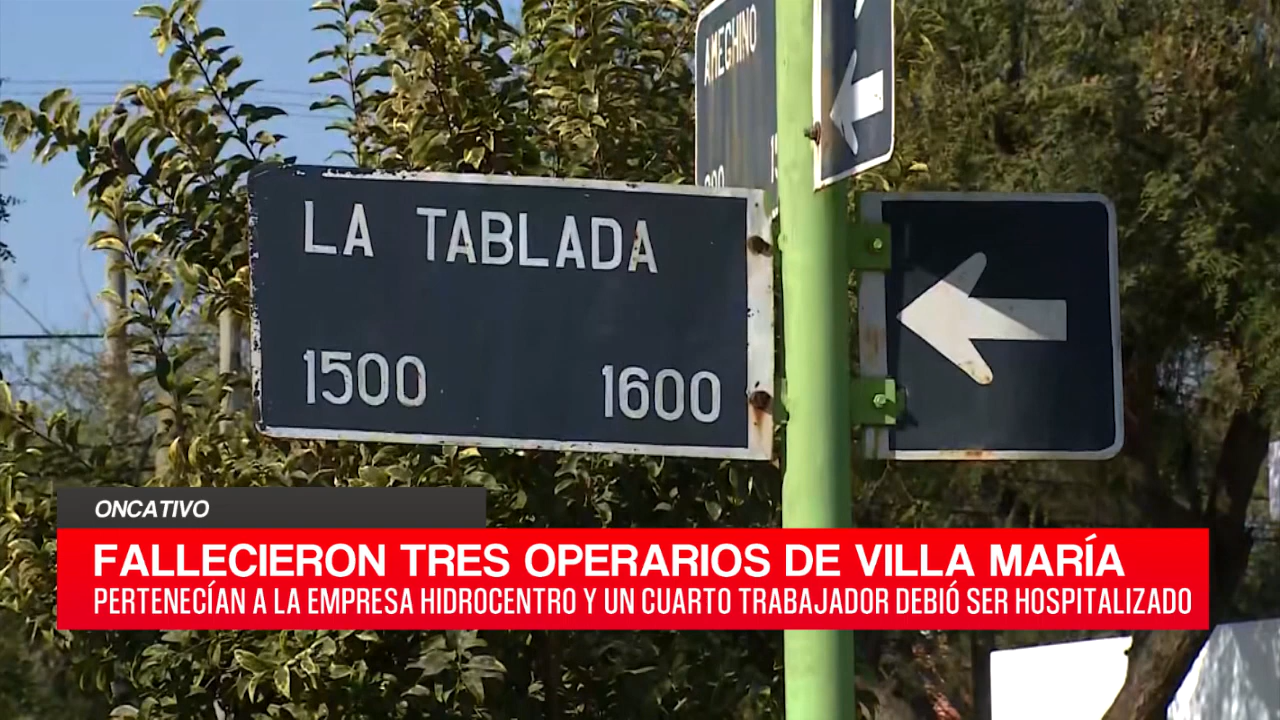 AMEGHINO
LA TABLADA
1500 1600
ONCATIVO
FALLECIERON TRES OPERARIOS DE VILLA MARÍA
PERTENECÍAN A LA EMPRESA HIDROCENTRO Y UN CUARTO TRABAJADOR DEBIÓ SER HOSPITALIZADO